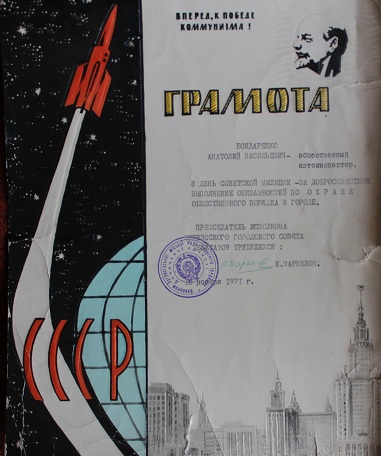 ВПЕРЕД, К ПОБЕДЕ
КОММУНИЗМА!
ГРАМОТА
БОНДАРЕНКО
АНАТОЛИЙ ВАСИЛЬЕВИЧ- общественный
автоинспектор.
В ДЕНЬ СОВЕТСКОЙ МИЛИЦИИ -ЗА ДОБРОСОВЕСТНОЕ
ВЫПОЛНЕНИЕ ОБЯЗАННОСТЕЙ ПО ОХРАНЕ
ОБЩЕСТВЕННОГО ПОРЯДКА В ГОРОДЕ.
ПРЕДСЕДАТЕЛЬ ИСПОЛКОМА
ГОРОДСКОГО СОВЕТА
ДЕПУТАТОВ ТРУДЯЩИХСЯ :
ноября 1971 г.
СССР